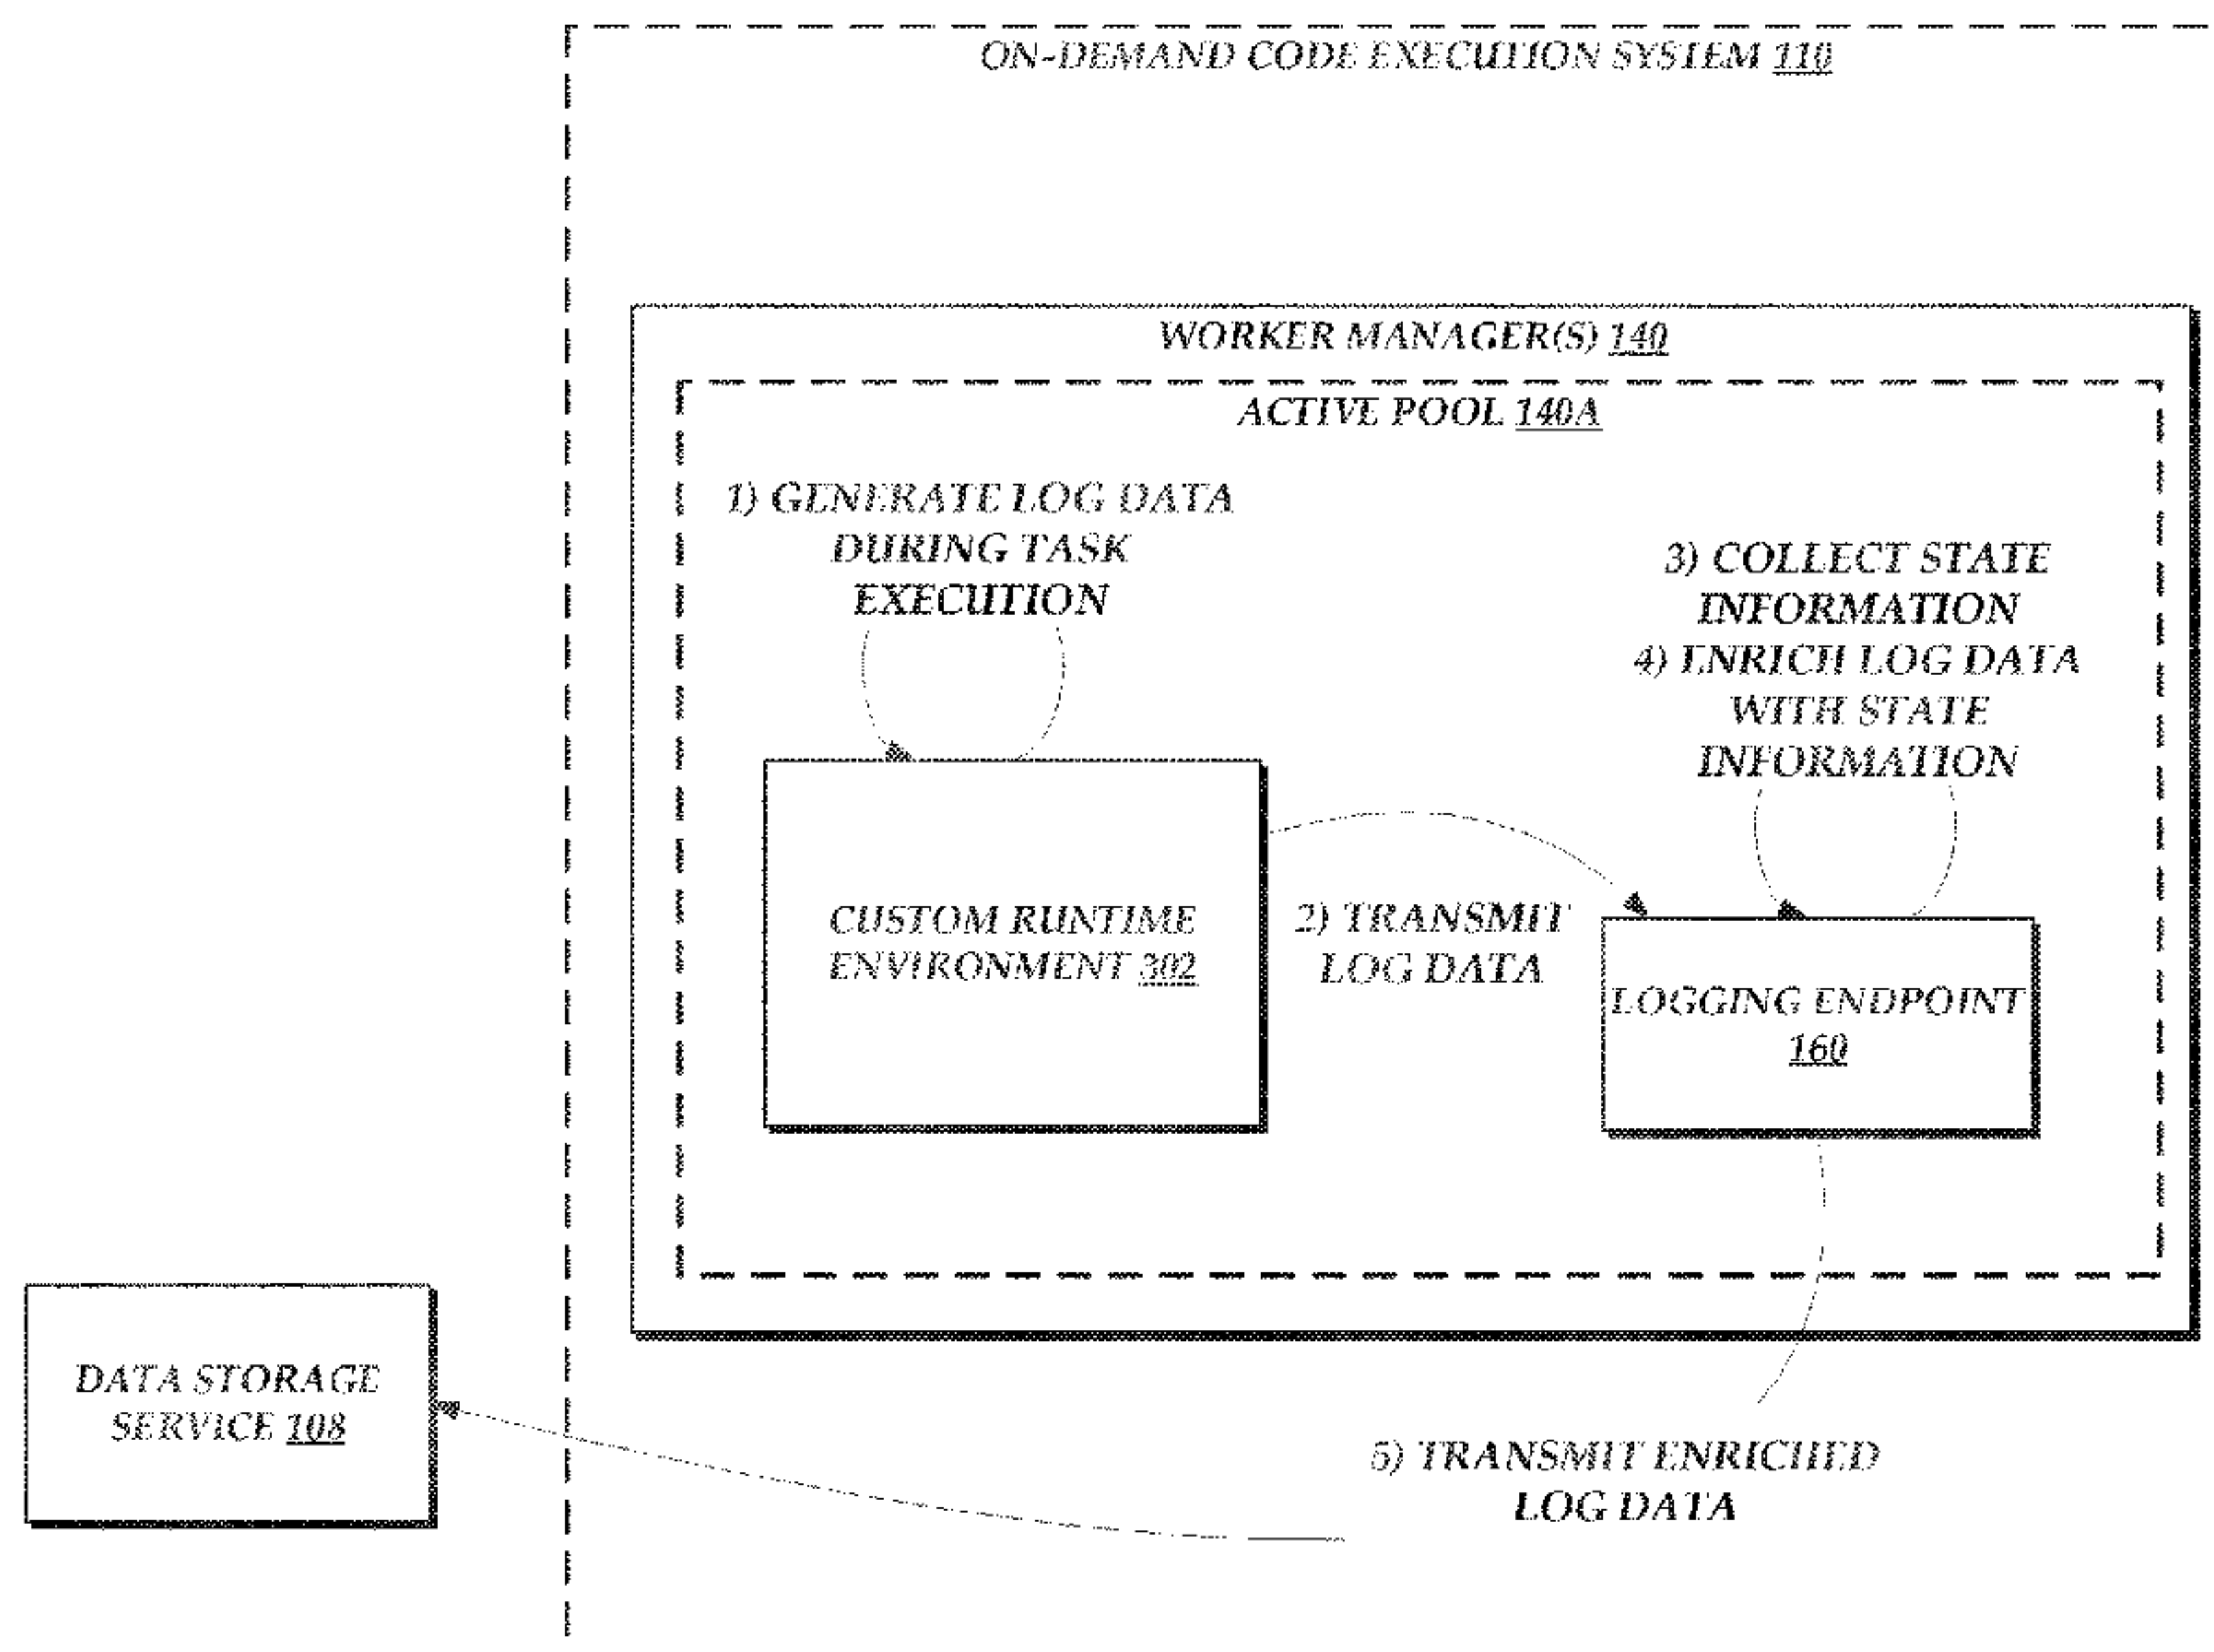 ON-DEMAND CODE EXECUTION SYSTEM 110
WORKER MANAGER(S) 140
ACTIVE POOL 140A
1) GENERATE LOG DATA
DURING TASK
EXECUTION
3) COLLECT STATE
INFORMATION
4) ENRICH LOG DATA
WITH STATE
INFORMATION
CUSTOM RUNTIME
ENVIRONMENT 302
2) TRANSMIT
LOG DATA
LOGGING ENDPOINT
160
DATA STORAGE
SERVICE 108
5) TRANSMIT ENRICHED
LOG DATA